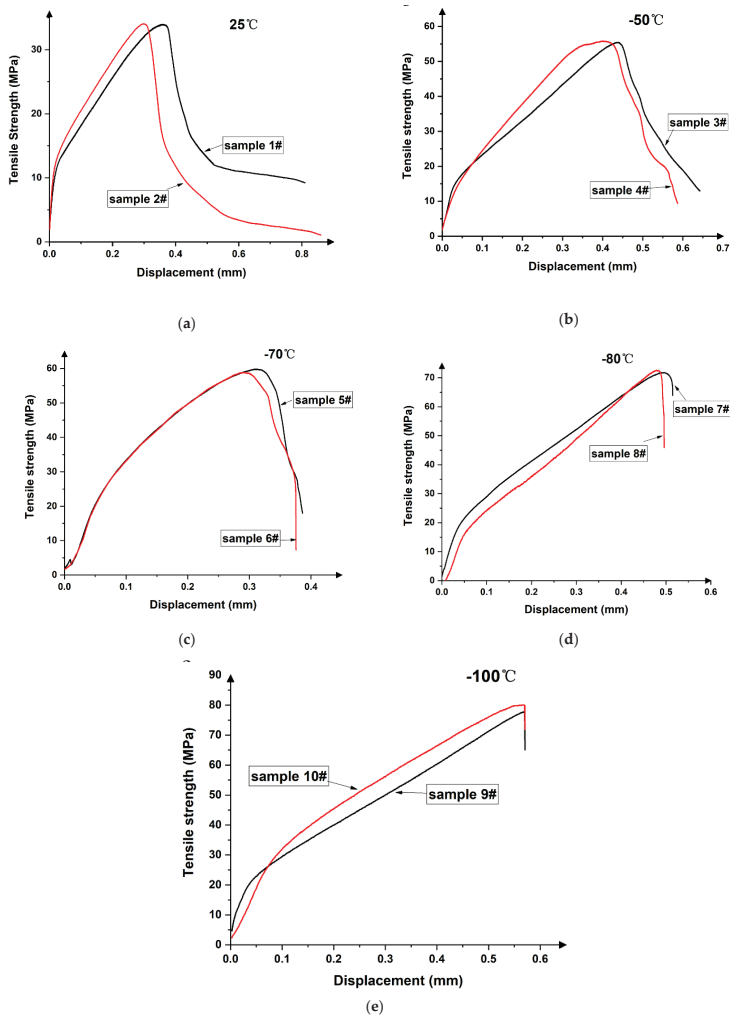 25℃
Tensile Strength (MPa)
30
20
10
0
sample 1#
sample 2#
0.0 0.2 0.4 0.6 0.8
Displacement (mm)
(a)
-50℃
Tensile Strength (MPa)
60
50
40
30
20
10
0
sample 3#
sample 4#
0.0 0.1 0.2 0.3 0.4 0.5 0.6 0.7
Displacement (mm)
(b)
-70℃
Tensile strength (MPa)
60
50
40
30
20
10
0
sample 5#
sample 6#
0.0 0.1 0.2 0.3 0.4
Displacement (mm)
(c)
-80℃
Tensile strength (MPa)
70
60
50
40
30
20
10
0
sample 7#
sample 8#
0.0 0.1 0.2 0.3 0.4 0.5 0.6
Displacement (mm)
(d)
-100℃
Tensile strength (MPa)
90
80
70
60
50
40
30
20
10
0
sample 10#
sample 9#
0.0 0.1 0.2 0.3 0.4 0.5 0.6
Displacement (mm)
(e)